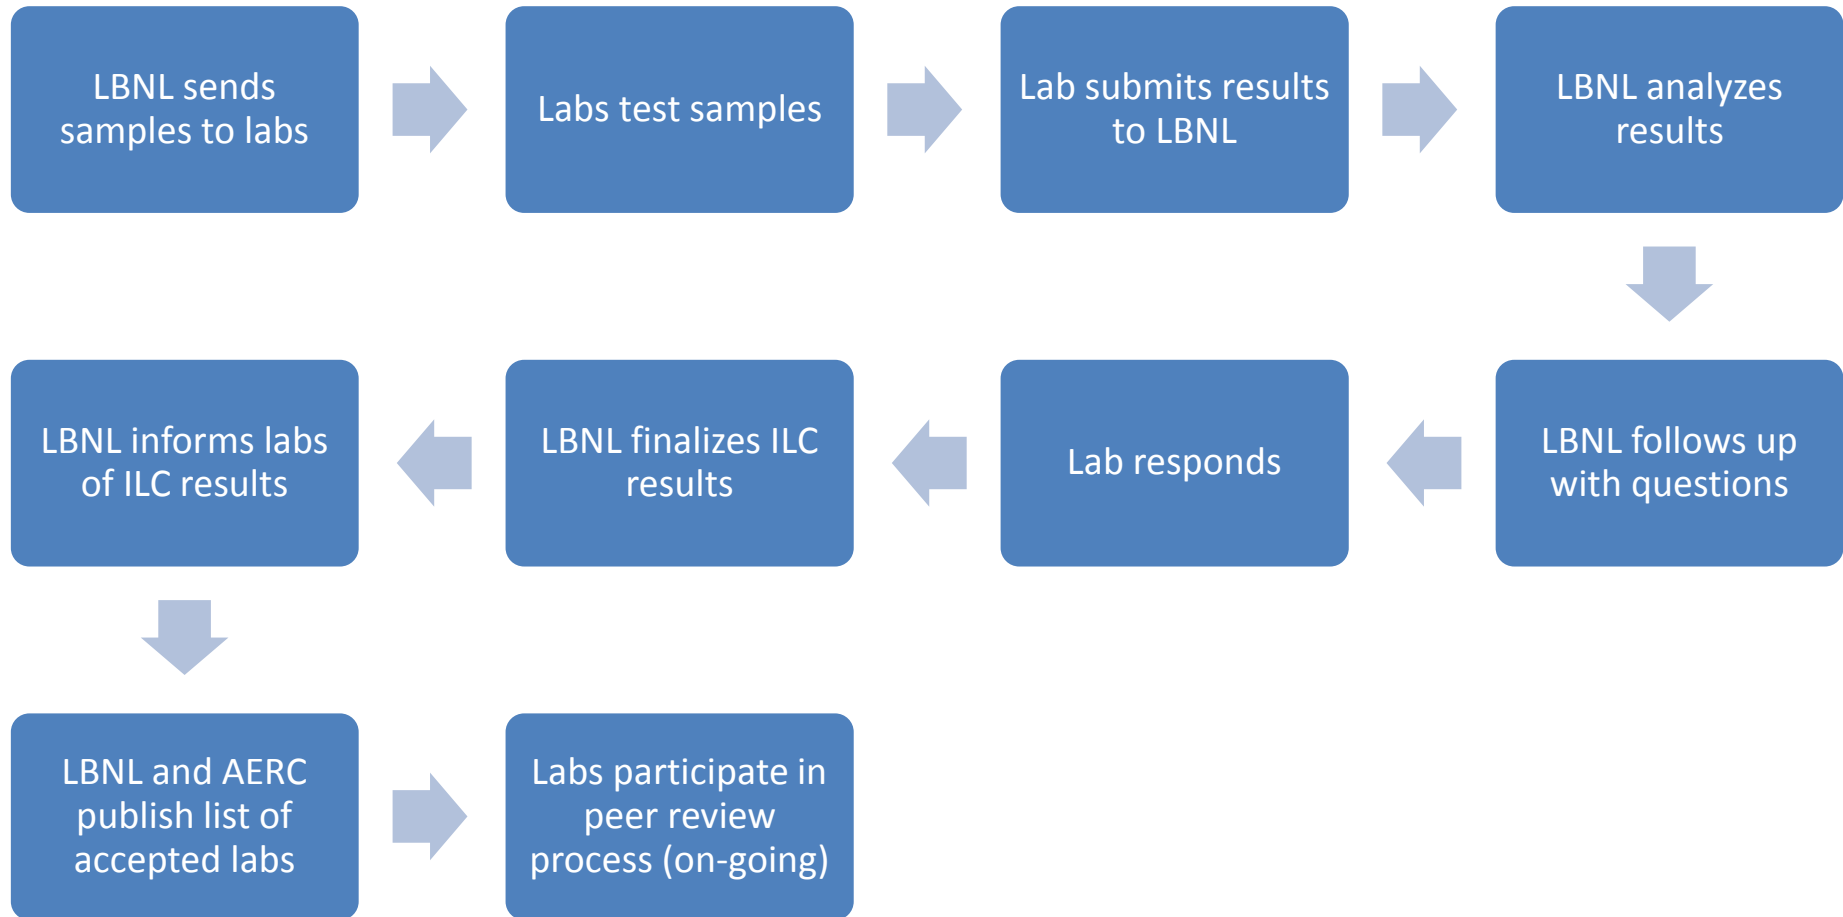 LBNL sends
samples to labs
Labs test samples
Lab submits results
to LBNL
LBNL analyzes
results
LBNL follows up
with questions
Lab responds
LBNL finalizes ILC
results
LBNL informs labs
of ILC results
LBNL and AERC
publish list of
accepted labs
Labs participate in
peer review
process (on-going)